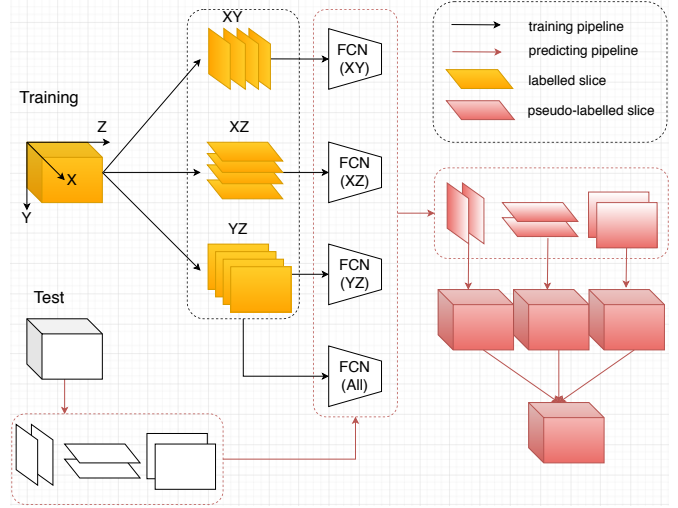 XY
FCN
(XY)
training pipeline
predicting pipeline
labelled slice
pseudo-labelled slice
Training
Z
X
Y
XZ
FCN
(XZ)
YZ
FCN
(YZ)
Test
FCN
(All)